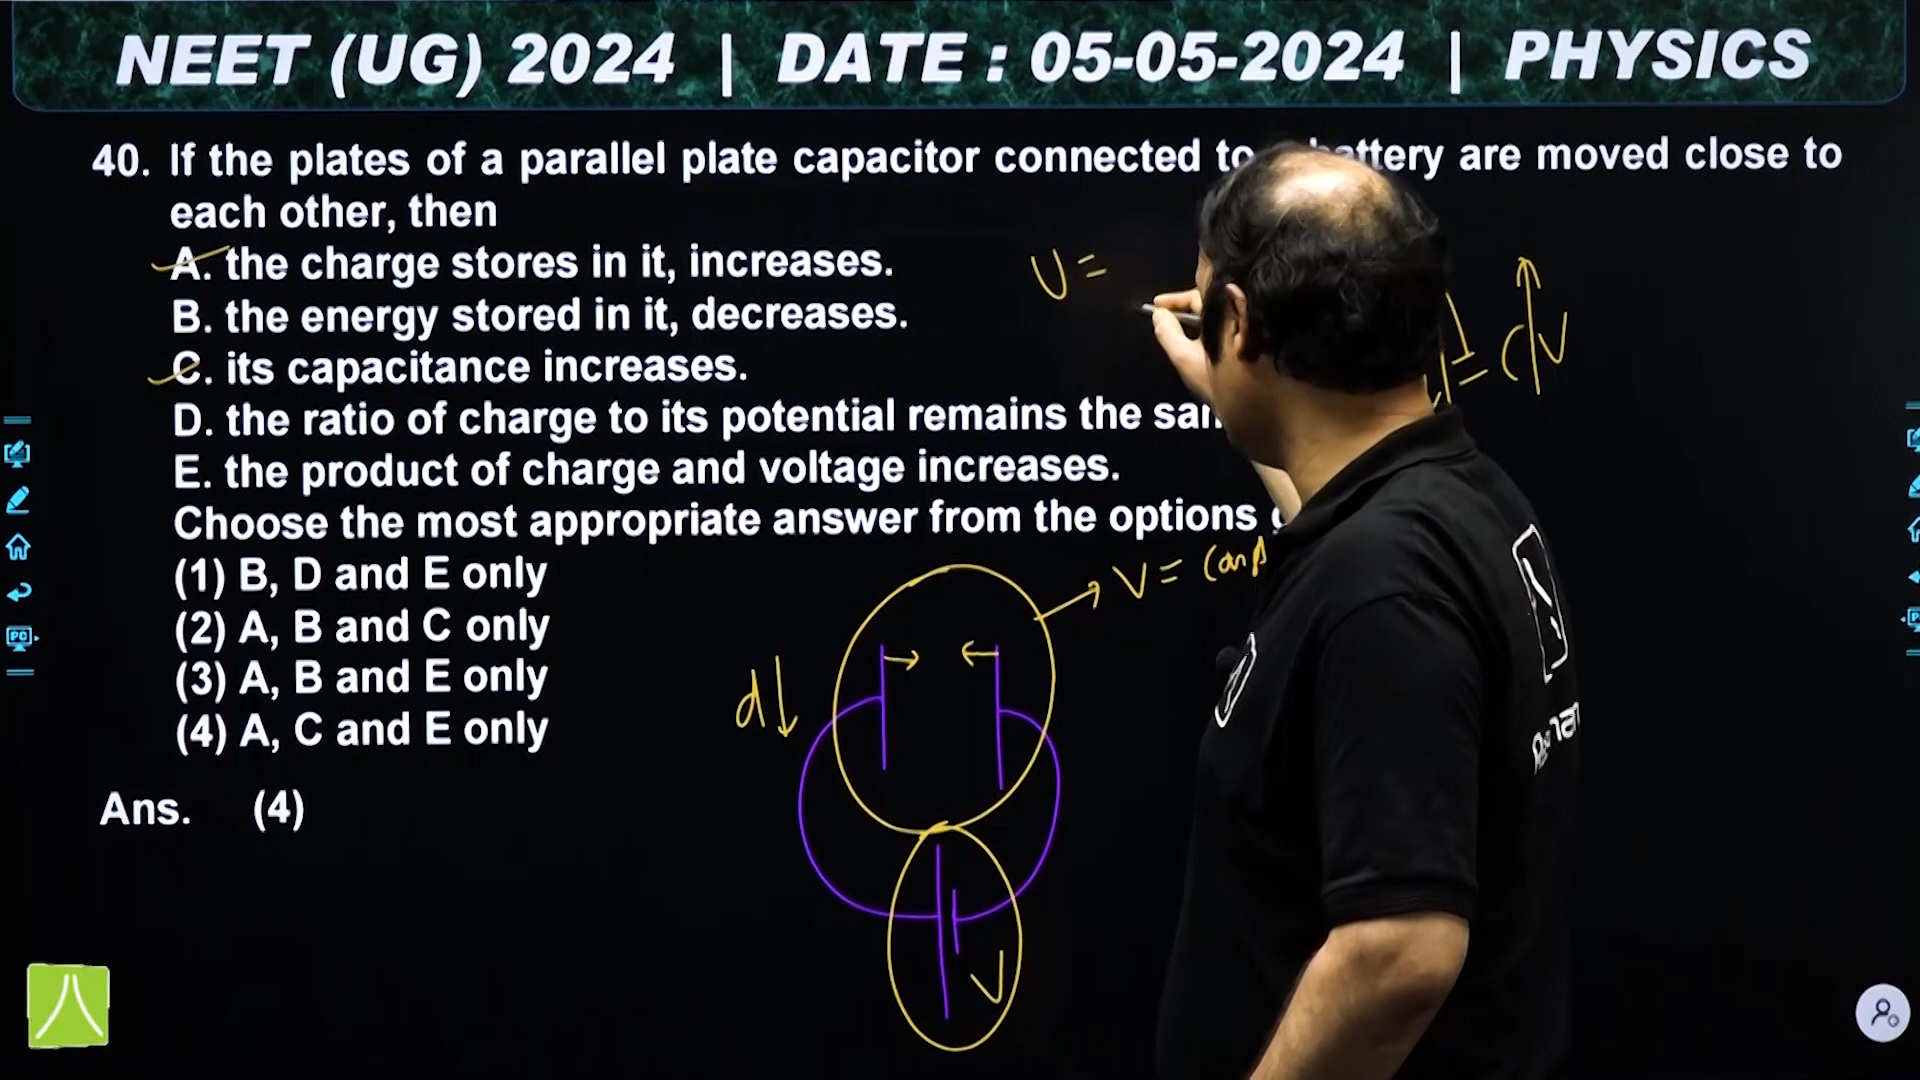 NEET (UG) 2024 | DATE : 05-05-2024 | PHYSICS
40. If the plates of a parallel plate capacitor connected to battery are moved close to
each other, then
A. the charge stores in it, increases.
B. the energy stored in it, decreases.
C. its capacitance increases.
D. the ratio of charge to its potential remains the
E. the product of charge and voltage increases.
Choose the most appropriate answer from the options
(1) B, D and E only
(2) A, B and C only
(3) A, B and E only
(4) A, C and E only
Ans. (4)
U =
= CV
V =
d↓
V
PC